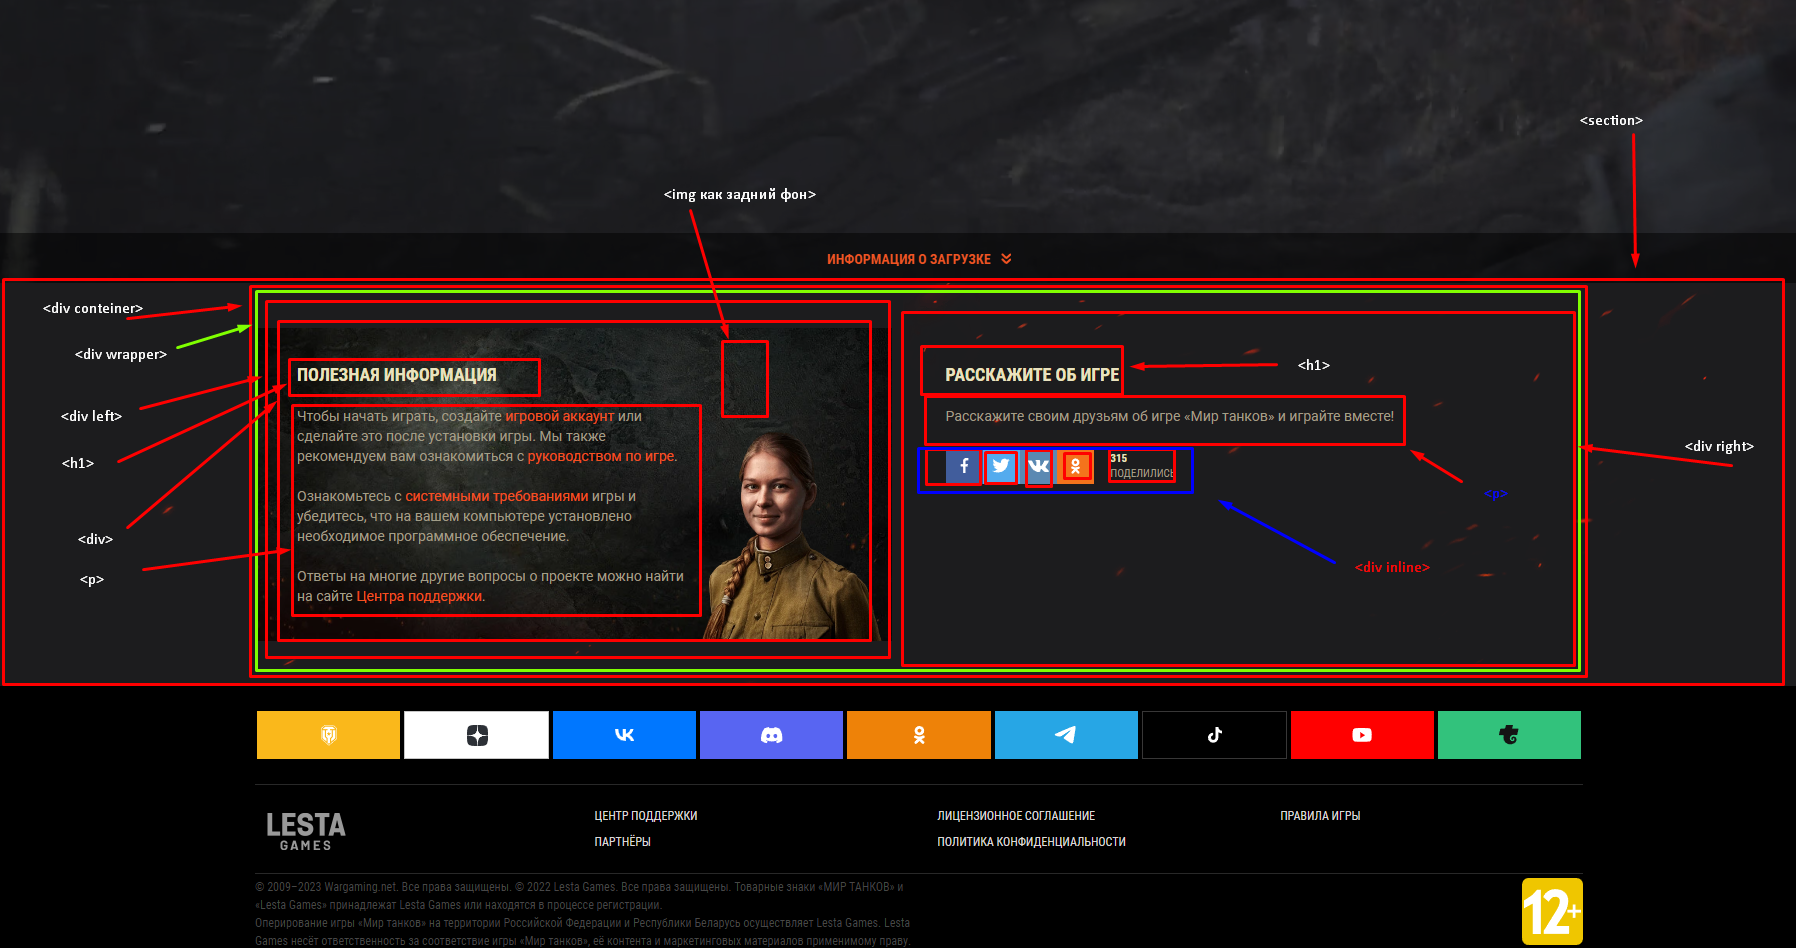 <section>
<img как задний фон>
ИНФОРМАЦИЯ О ЗАГРУЗКЕ
<div conteiner>
<div wrapper>
<div left>
<h1>
<div>
<p>
ПОЛЕЗНАЯ ИНФОРМАЦИЯ
Чтобы начать играть, создайте игровой аккаунт или
сделайте это после установки игры. Мы также
рекомендуем вам ознакомиться с руководством по игре.
Ознакомьтесь с системными требованиями игры и
убедитесь, что на вашем компьютере установлено
необходимое программное обеспечение.
Ответы на многие другие вопросы о проекте можно найти
на сайте Центра поддержки.
РАССКАЖИТЕ ОБ ИГРЕ
<h1>
Расскажите своим друзьям об игре «Мир танков» и играйте вместе!
<div right>
315
ПОДЕЛИЛИСЬ
<p>
<div inline>
LESTA
GAMES
ЦЕНТР ПОДДЕРЖКИ
ПАРТНЁРЫ
ЛИЦЕНЗИОННОЕ СОГЛАШЕНИЕ
ПОЛИТИКА КОНФИДЕНЦИАЛЬНОСТИ
ПРАВИЛА ИГРЫ
© 2009–2023 Wargaming.net. Все права защищены. © 2022 Lesta Games. Все права защищены. Товарные знаки «МИР ТАНКОВ» и
«Lesta Games» принадлежат Lesta Games или находятся в процессе регистрации.
Оперирование игры «Мир танков» на территории Российской Федерации и Республики Беларусь осуществляет Lesta Games. Lesta
Games несёт ответственность за соответствие игры «Мир танков», её контента и маркетинговых материалов применимому праву.
12+